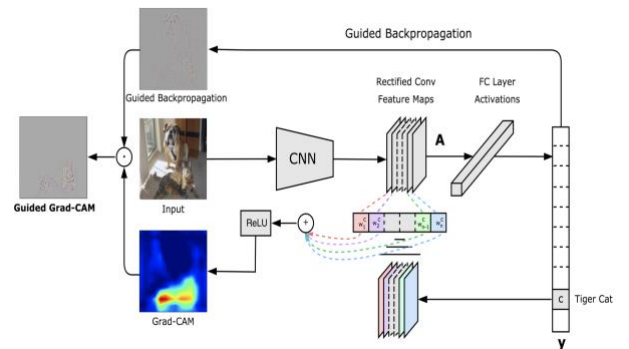 Guided Backpropagation
Rectified Conv
Feature Maps
FC Layer
Activations
Guided Backpropagation
A
CNN
Input
Guided Grad-CAM
ReLU
+
C
Tiger Cat
Grad-CAM
y